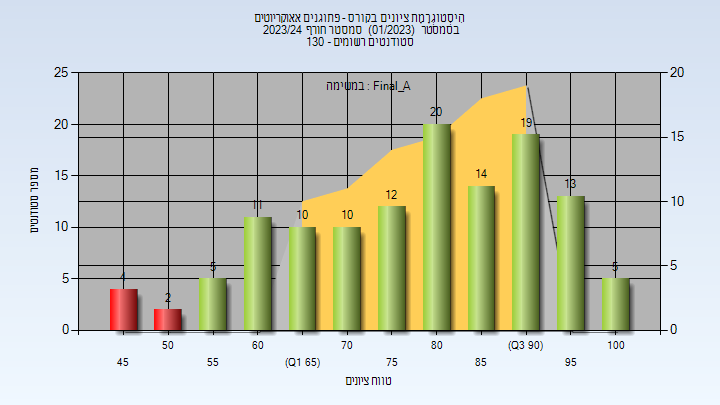 הִיסְטוֹגְרָמַת ציונים בקורס - פתוגנים אאוקריוטים
בסמסטר (01/2023) סמסטר חורף 2023/24
סטודנטים רשומים - 130
במשימה : Final_A
25 20 15 10 5 0
20 15 10 5 0
מספר סטודנטים
4 2 5 11 10 10 12 20 14 19 13 5
50 60 70 80 (Q3 90) 100
45 55 (Q1 65) 75 85 95
טווח ציונים